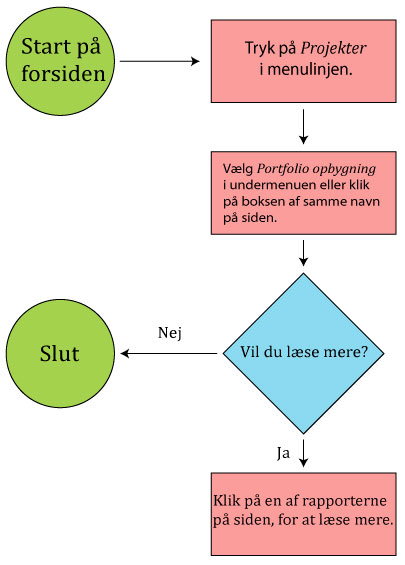 Start på
forsiden
Tryk på Projekter
i menulinjen.
Vælg Portfolio opbygning
i undermenuen eller klik
på boksen af samme navn
på siden.
Vil du læse mere?
Nej
Slut
Ja
Klik på en af rapporterne
på siden, for at læse mere.